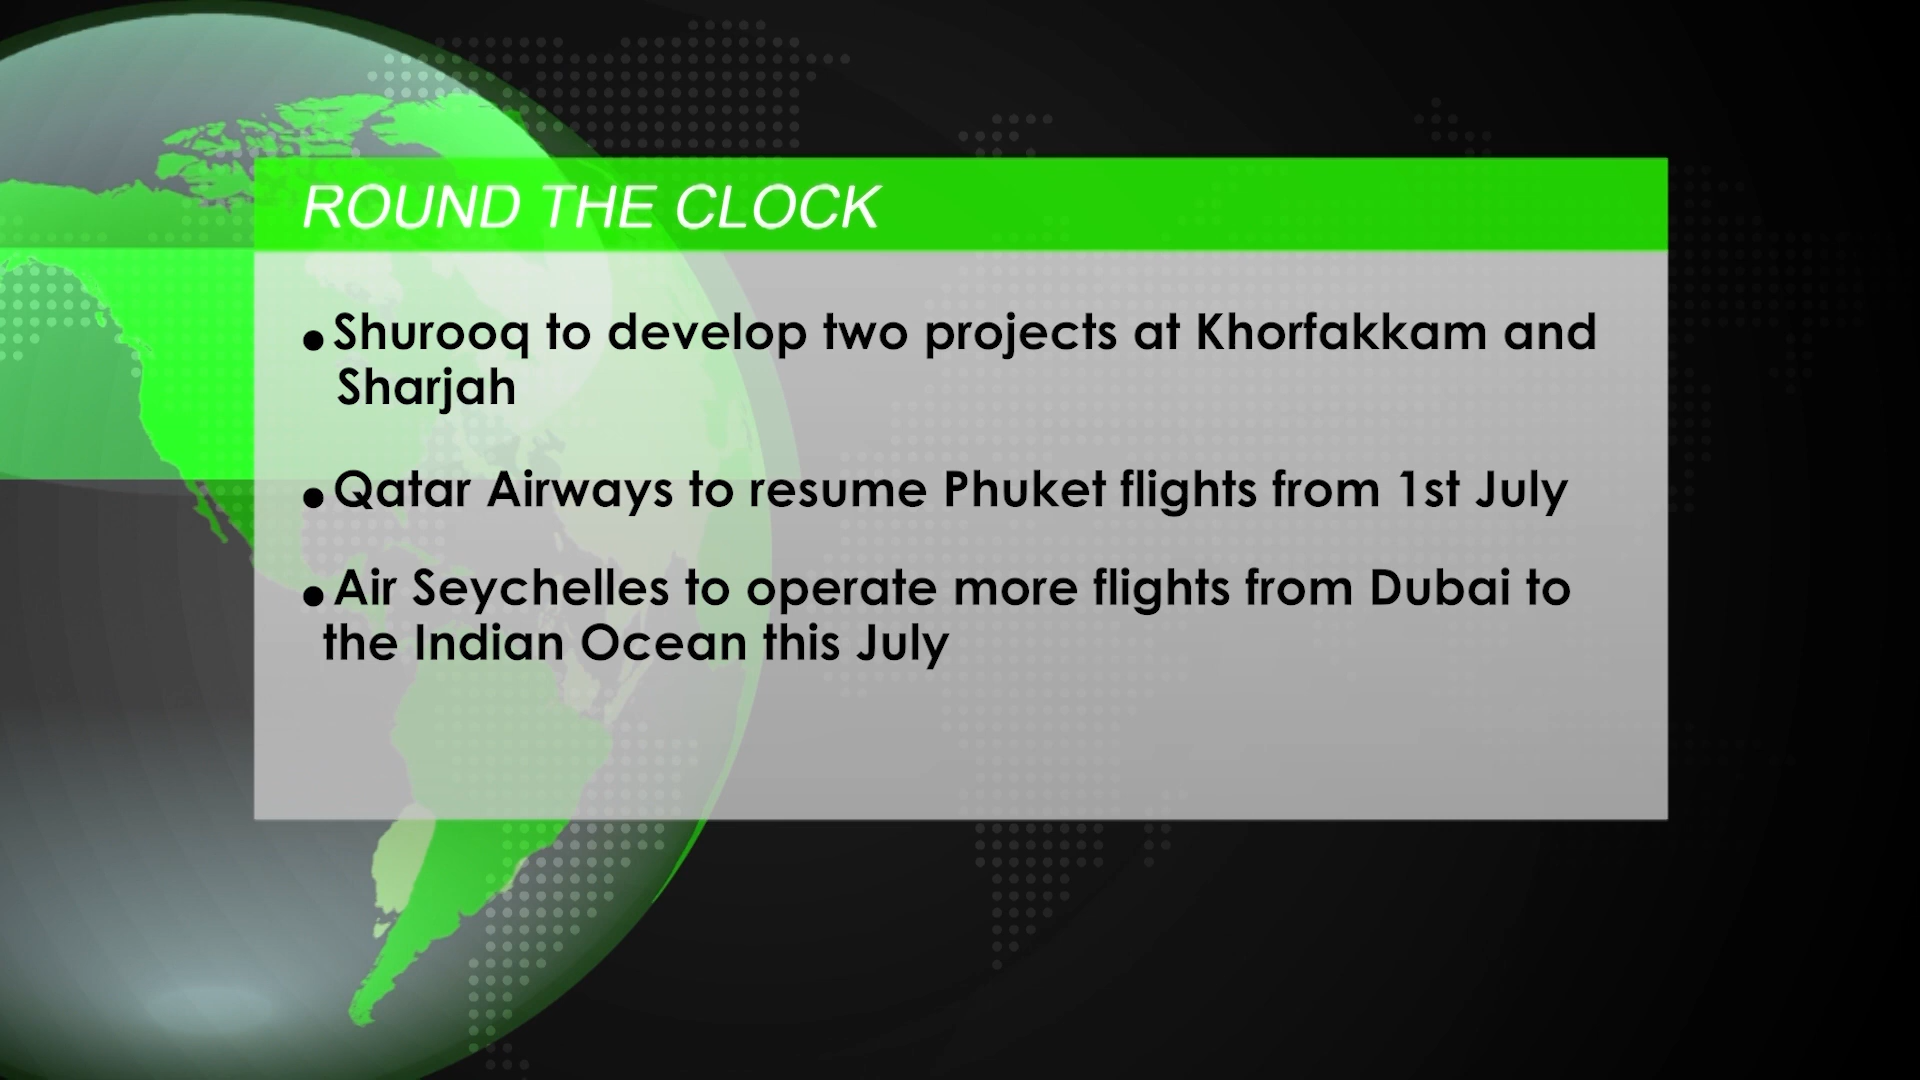 ROUND THE CLOCK
•Shurooq to develop two projects at Khorfakkam and
Sharjah
•Qatar Airways to resume Phuket flights from 1st July
•Air Seychelles to operate more flights from Dubai to
the Indian Ocean this July